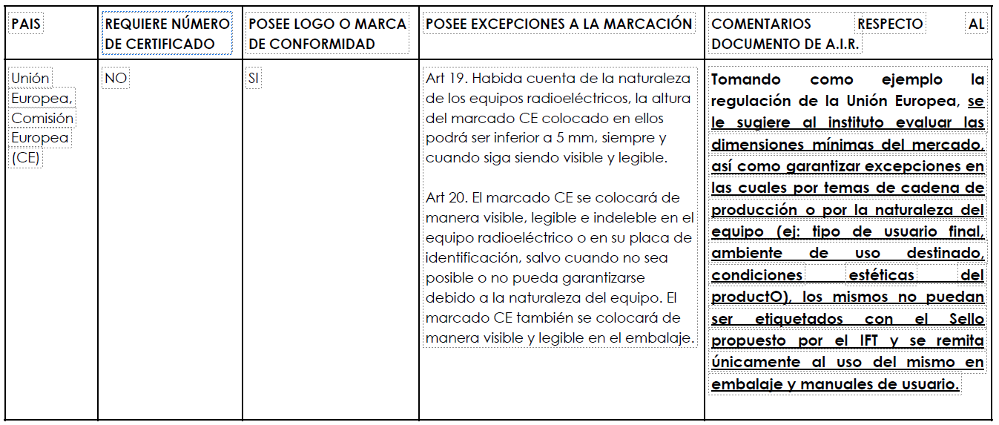 PAIS
REQUIERE NÚMERO
DE CERTIFICADO
POSEE LOGO O MARCA
DE CONFORMIDAD
POSEE EXCEPCIONES A LA MARCACIÓN
COMENTARIOS RESPECTO AL
DOCUMENTO DE A.I.R.
Unión
Europea,
Comisión
Europea
(CE)
NO
SI
Art 19. Habida cuenta de la naturaleza
de los equipos radioeléctricos, la altura
del marcado CE colocado en ellos
podrá ser inferior a 5 mm, siempre y
cuando siga siendo visible y legible.
Art 20. El marcado CE se colocará de
manera visible, legible e indeleble en el
equipo radioeléctrico o en su placa de
identificación, salvo cuando no sea
posible o no pueda garantizarse
debido a la naturaleza del equipo. El
marcado CE también se colocará de
manera visible y legible en el embalaje.
Tomando como ejemplo la
regulación de la Unión Europea, se
le sugiere al instituto evaluar las
dimensiones mínimas del mercado,
así como garantizar excepciones en
las cuales por temas de cadena de
producción o por la naturaleza del
equipo (ej: tipo de usuario final,
ambiente de uso destinado,
condiciones estéticas del
productO), los mismos no puedan
ser etiquetados con el Sello
propuesto por el IFT y se remita
únicamente al uso del mismo en
embalaje y manuales de usuario.